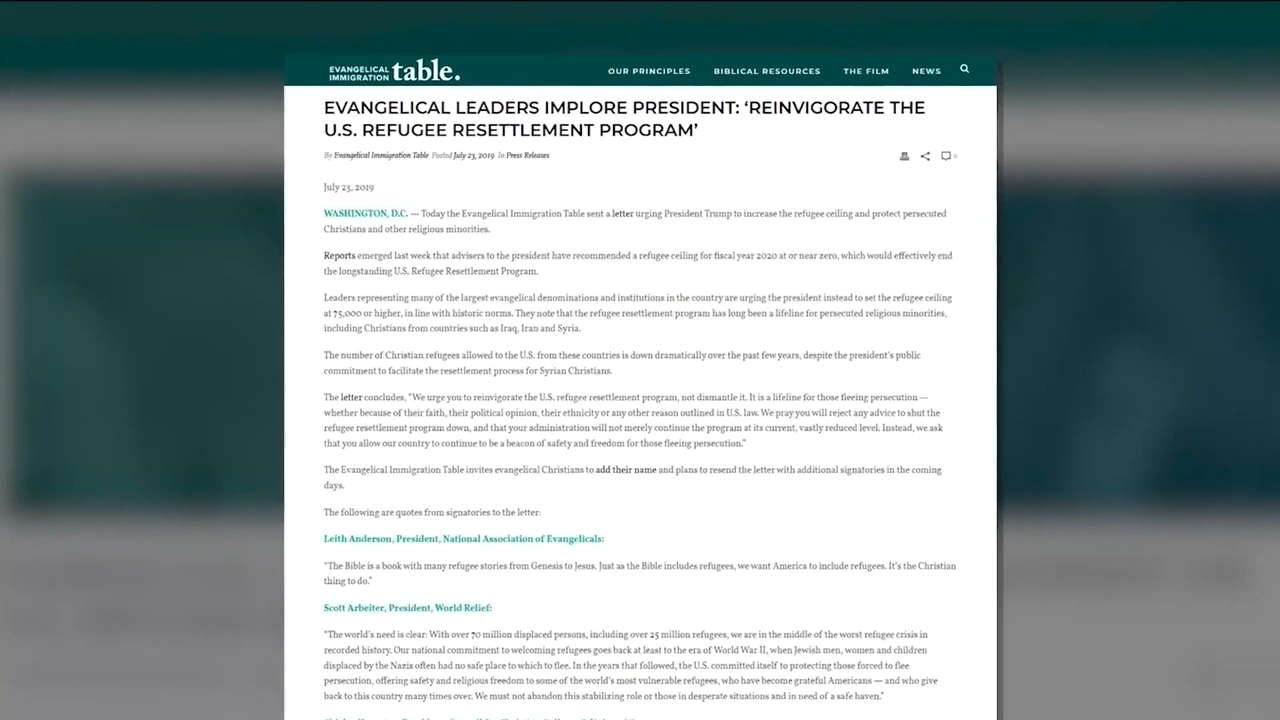 EVANGELICAL
IMMIGRATION table.
OUR PRINCIPLES BIBLICAL RESOURCES THE FILM NEWS
EVANGELICAL LEADERS IMPLORE PRESIDENT: ‘REINVIGORATE THE
U.S. REFUGEE RESETTLEMENT PROGRAM’
By Evangelical Immigration Table Posted July 23, 2019 In Press Releases
0
July 23, 2019
WASHINGTON, D.C. — Today the Evangelical Immigration Table sent a letter urging President Trump to increase the refugee ceiling and protect persecuted
Christians and other religious minorities.
Reports emerged last week that advisers to the president have recommended a refugee ceiling for fiscal year 2020 at or near zero, which would effectively end
the longstanding U.S. Refugee Resettlement Program.
Leaders representing many of the largest evangelical denominations and institutions in the country are urging the president instead to set the refugee ceiling
at 75,000 or higher, in line with historic norms. They note that the refugee resettlement program has long been a lifeline for persecuted religious minorities,
including Christians from countries such as Iraq, Iran and Syria.
The number of Christian refugees allowed to the U.S. from these countries is down dramatically over the past few years, despite the president’s public
commitment to facilitate the resettlement process for Syrian Christians.
The letter concludes, “We urge you to reinvigorate the U.S. refugee resettlement program, not dismantle it. It is a lifeline for those fleeing persecution —
whether because of their faith, their political opinion, their ethnicity or any other reason outlined in U.S. law. We pray you will reject any advice to shut the
refugee resettlement program down, and that your administration will not merely continue the program at its current, vastly reduced level. Instead, we ask
that you allow our country to continue to be a beacon of safety and freedom for those fleeing persecution.”
The Evangelical Immigration Table invites evangelical Christians to add their name and plans to resend the letter with additional signatories in the coming
days.
The following are quotes from signatories to the letter:
Leith Anderson, President, National Association of Evangelicals:
“The Bible is a book with many refugee stories from Genesis to Jesus. Just as the Bible includes refugees, we want America to include refugees. It’s the Christian
thing to do.”
Scott Arbeiter, President, World Relief:
“The world’s need is clear: With over 70 million displaced persons, including over 25 million refugees, we are in the middle of the worst refugee crisis in
recorded history. Our national commitment to welcoming refugees goes back at least to the era of World War II, when Jewish men, women and children
displaced by the Nazis often had no safe place to which to flee. In the years that followed, the U.S. committed itself to protecting those forced to flee
persecution, offering safety and religious freedom to some of the world’s most vulnerable refugees, who have become grateful Americans — and who give
back to this country many times over. We must not abandon this stabilizing role or those in desperate situations and in need of a safe haven.”